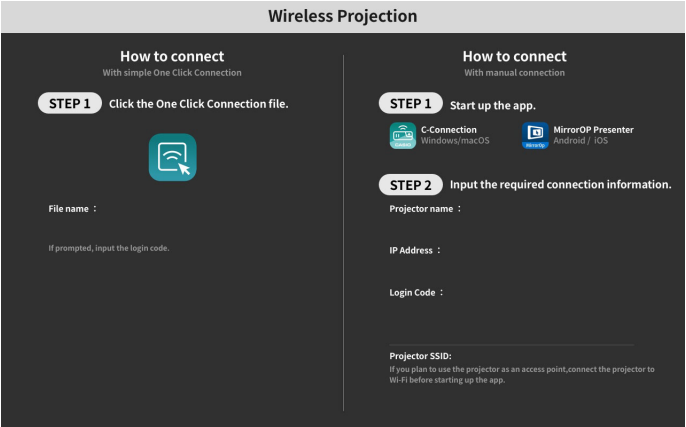 Wireless Projection
How to connect
With simple One Click Connection
STEP 1 Click the One Click Connection file.
File name :
If prompted, input the login code.
How to connect
With manual connection
STEP 1 Start up the app.
CASIO
C-Connection
Windows/macOS
MirrorOp
MirrorOP Presenter
Android / iOS
STEP 2 Input the required connection information.
Projector name :
IP Address :
Login Code :
Projector SSID:
If you plan to use the projector as an access point,connect the projector to
Wi-Fi before starting up the app.